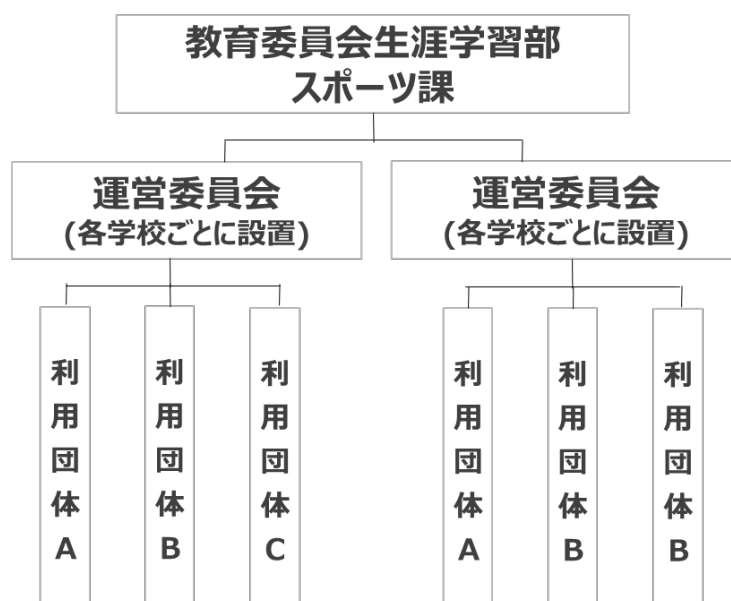 教育委員会生涯学習部
スポーツ課
運営委員会
(各学校ごとに設置)
運営委員会
(各学校ごとに設置)
利用団体A
利用団体B
利用団体C
利用団体A
利用団体B
利用団体B